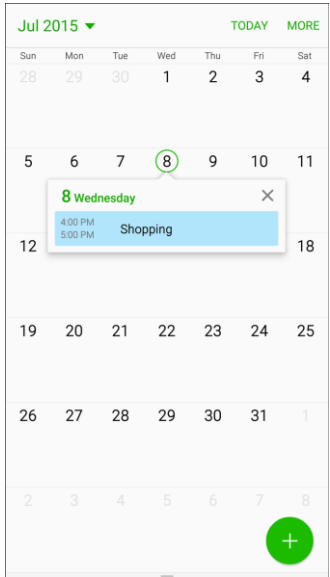 Jul 2015 TODAY MORE
Sun Mon Tue Wed Thu Fri Sat
28 29 30 1 2 3 4
5 6 7 8 9 10 11
8 Wednesday
4:00 PM
5:00 PM
Shopping
12 18
19 20 21 22 23 24 25
26 27 28 29 30 31 1
2 3 4 5 6 7 8